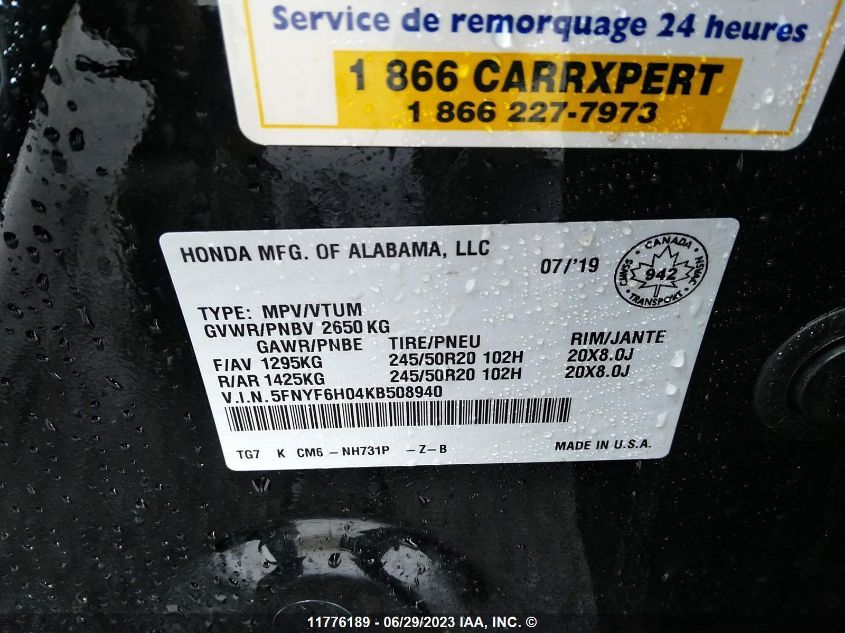 Service de remorquage 24 heures
1 866 CARRXPERT
1 866 227-7973
HONDA MFG. OF ALABAMA, LLC
07/'19
CANADA
CMVSS
942
NSVAC
TRANSPORT
TYPE: MPV/VTUM
GVWR/PNBV 2650 KG
GAWR/PNBE TIRE/PNEU RIM/JANTE
F/AV 1295KG 245/50R20 102H 20X8.0J
R/AR 1425KG 245/50R20 102H 20X8.0J
V.I.N. 5FNYF6H04KB508940
TG7 K CM6 - NH731P - Z - B MADE IN U.S.A.
11776189 - 06/29/2023 IAA, INC. ©